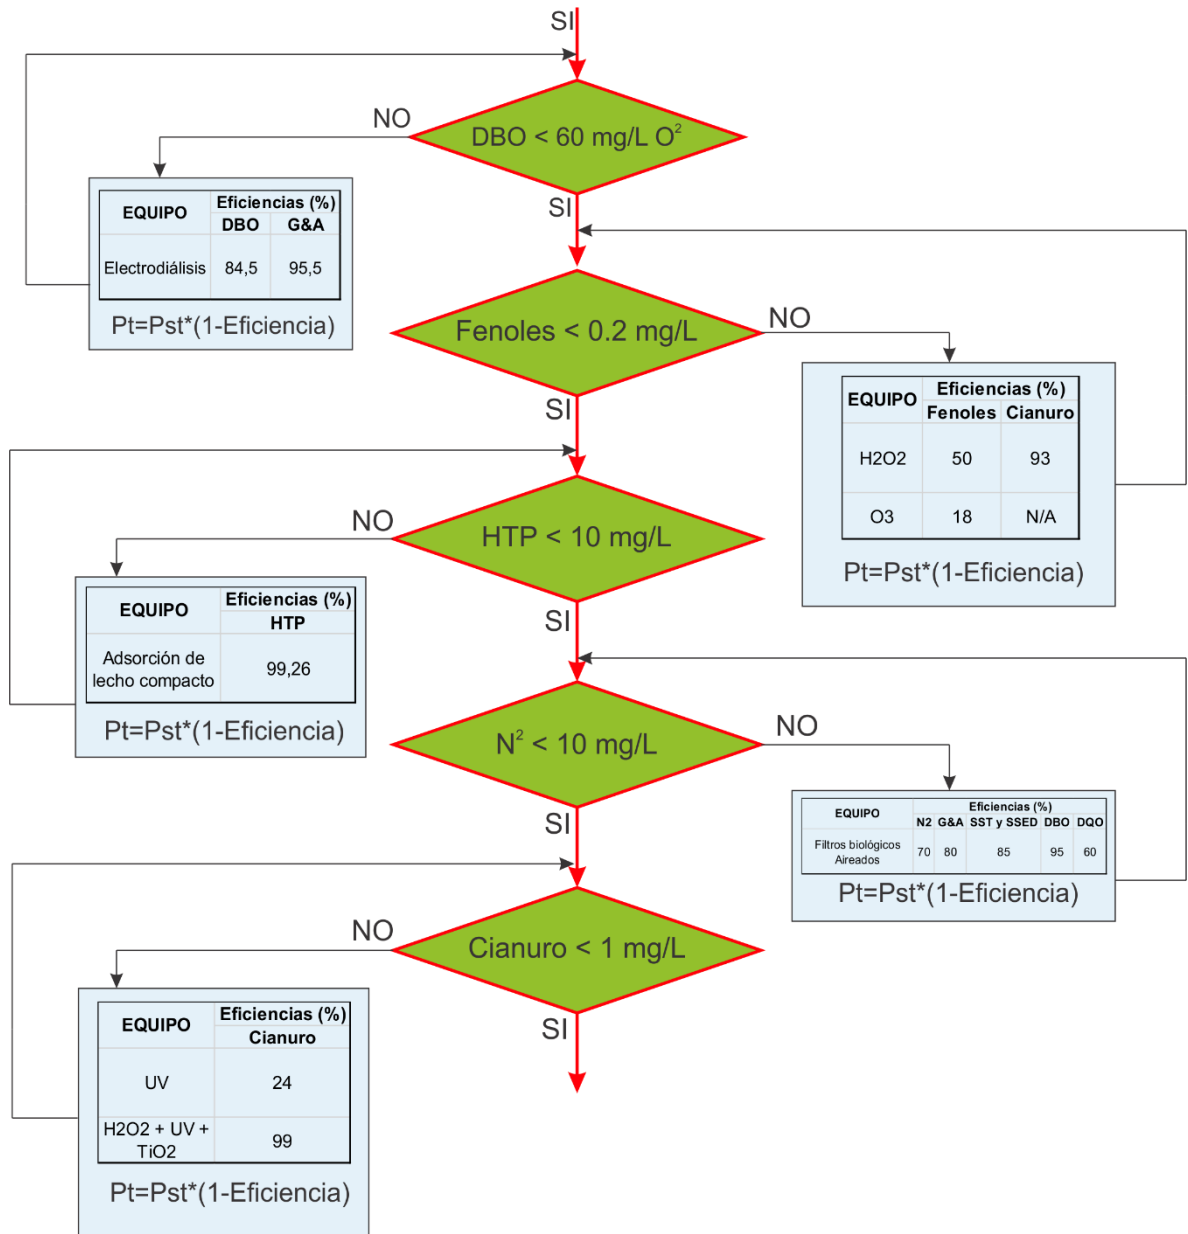 SI
NO
DBO < 60 mg/L O²
EQUIPO Eficiencias (%)
DBO G&A
Electrodiálisis 84,5 95,5
Pt=Pst*(1-Eficiencia)
SI
Fenoles < 0.2 mg/L
NO
EQUIPO Eficiencias (%)
Fenoles Cianuro
H2O2 50 93
O3 18 N/A
Pt=Pst*(1-Eficiencia)
SI
NO
HTP < 10 mg/L
EQUIPO Eficiencias (%)
HTP
Adsorción de
lecho compacto 99,26
Pt=Pst*(1-Eficiencia)
SI
N² < 10 mg/L
NO
EQUIPO Eficiencias (%)
N2 G&A SST y SSED DBO DQO
Filtros biológicos
Aireados 70 80 85 95 60
Pt=Pst*(1-Eficiencia)
SI
NO
Cianuro < 1 mg/L
EQUIPO Eficiencias (%)
Cianuro
UV 24
H2O2 + UV +
TiO2 99
Pt=Pst*(1-Eficiencia)
SI